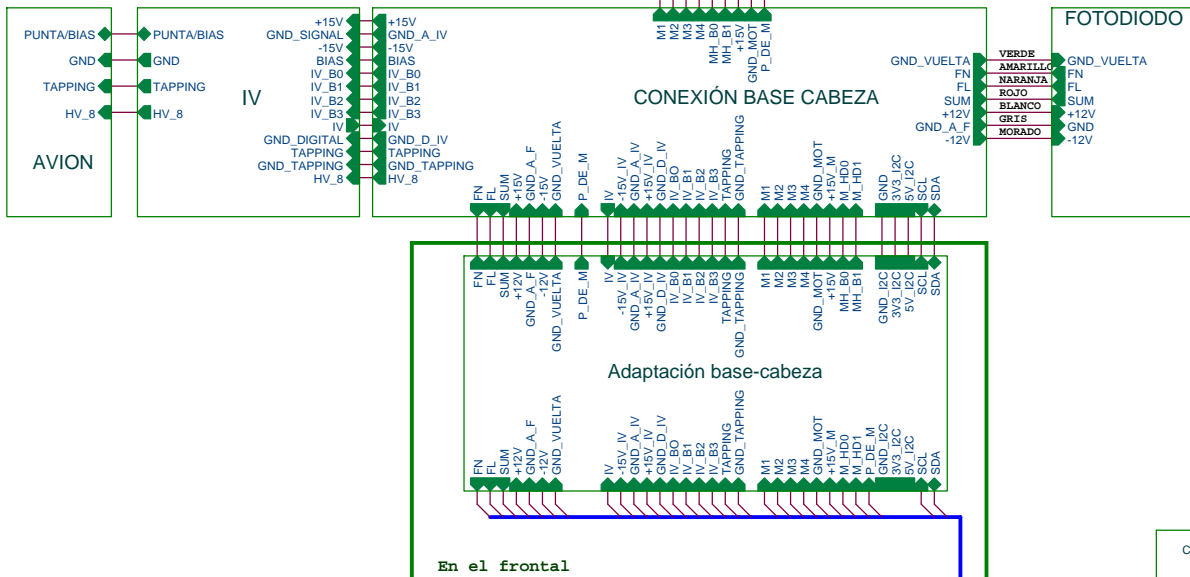 M1
M2
M3
M4
MH_B0
MH_B1
+15V
GND_MOT
P_DE_M
PUNTA/BIAS
GND
TAPPING
HV_8
AVION
PUNTA/BIAS
GND
TAPPING
HV_8
IV
+15V
GND_SIGNAL
-15V
BIAS
IV_B0
IV_B1
IV_B2
IV_B3
IV
GND_DIGITAL
TAPPING
GND_TAPPING
HV_8
+15V
GND_A_IV
-15V
BIAS
IV_B0
IV_B1
IV_B2
IV_B3
IV
GND_D_IV
TAPPING
GND_TAPPING
HV_8
CONEXIÓN BASE CABEZA
GND_VUELTA
FN
FL
SUM
+12V
GND_A_F
-12V
VERDE
AMARILLO
NARANJA
ROJO
BLANCO
GRIS
MORADO
FOTODIODO
GND_VUELTA
FN
FL
SUM
+12V
GND
-12V
FN
FL
SUM
+15V
GND_A_F
-15V
GND_VUELTA
P_DE_M
IV
-15V_IV
GND_A_IV
+15V_IV
GND_D_IV
IV_BO
IV_B1
IV_B2
IV_B3
TAPPING
GND_TAPPING
M1
M2
M3
M4
GND_MOT
+15V_M
M_HD0
M_HD1
GND
3V3_I2C
5V_I2C
SCL
SDA
FN
FL
SUM
+12V
GND_A_F
-12V
GND_VUELTA
P_DE_M
IV
-15V_IV
GND_A_IV
+15V_IV
GND_D_IV
IV_B0
IV_B1
IV_B2
IV_B3
TAPPING
GND_TAPPING
M1
M2
M3
M4
GND_MOT
+15V
MH_B0
MH_B1
GND_I2C
3V3_I2C
5V_I2C
SCL
SDA
Adaptación base-cabeza
FN
FL
SUM
+12V
GND_A_F
-12V
GND_VUELTA
IV
-15V_IV
GND_A_IV
+15V_IV
GND_D_IV
IV_BO
IV_B1
IV_B2
IV_B3
TAPPING
GND_TAPPING
M1
M2
M3
M4
GND_MOT
+15V_M
M_HD0
M_HD1
P_DE_M
GND_I2C
3V3_I2C
5V_I2C
SCL
SDA
En el frontal
C